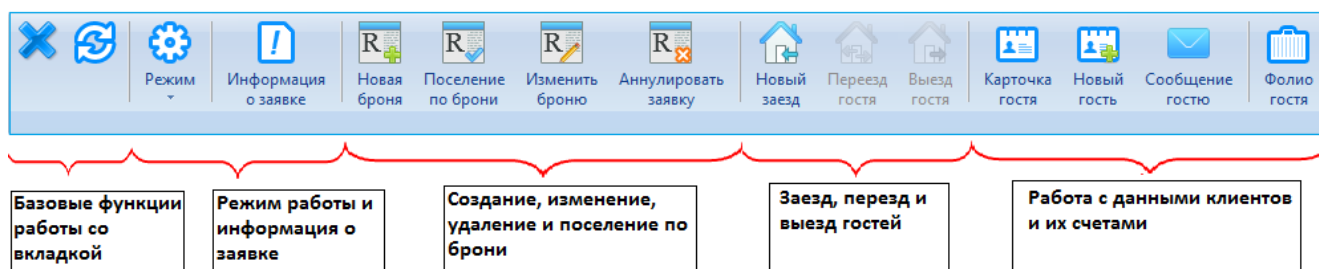 Режим
Информация
о заявке
Новая
броня
Поселение
по брони
Изменить
броню
Аннулировать
заявку
Новый
заезд
Переезд
гостя
Выезд
гостя
Карточка
гостя
Новый
гость
Сообщение
гостю
Фолио
гостя
Базовые функции
работы со
вкладкой
Режим работы и
информация о
заявке
Создание, изменение,
удаление и поселение по
брони
Заезд, перезд и
выезд гостей
Работа с данными клиентов
и их счетами